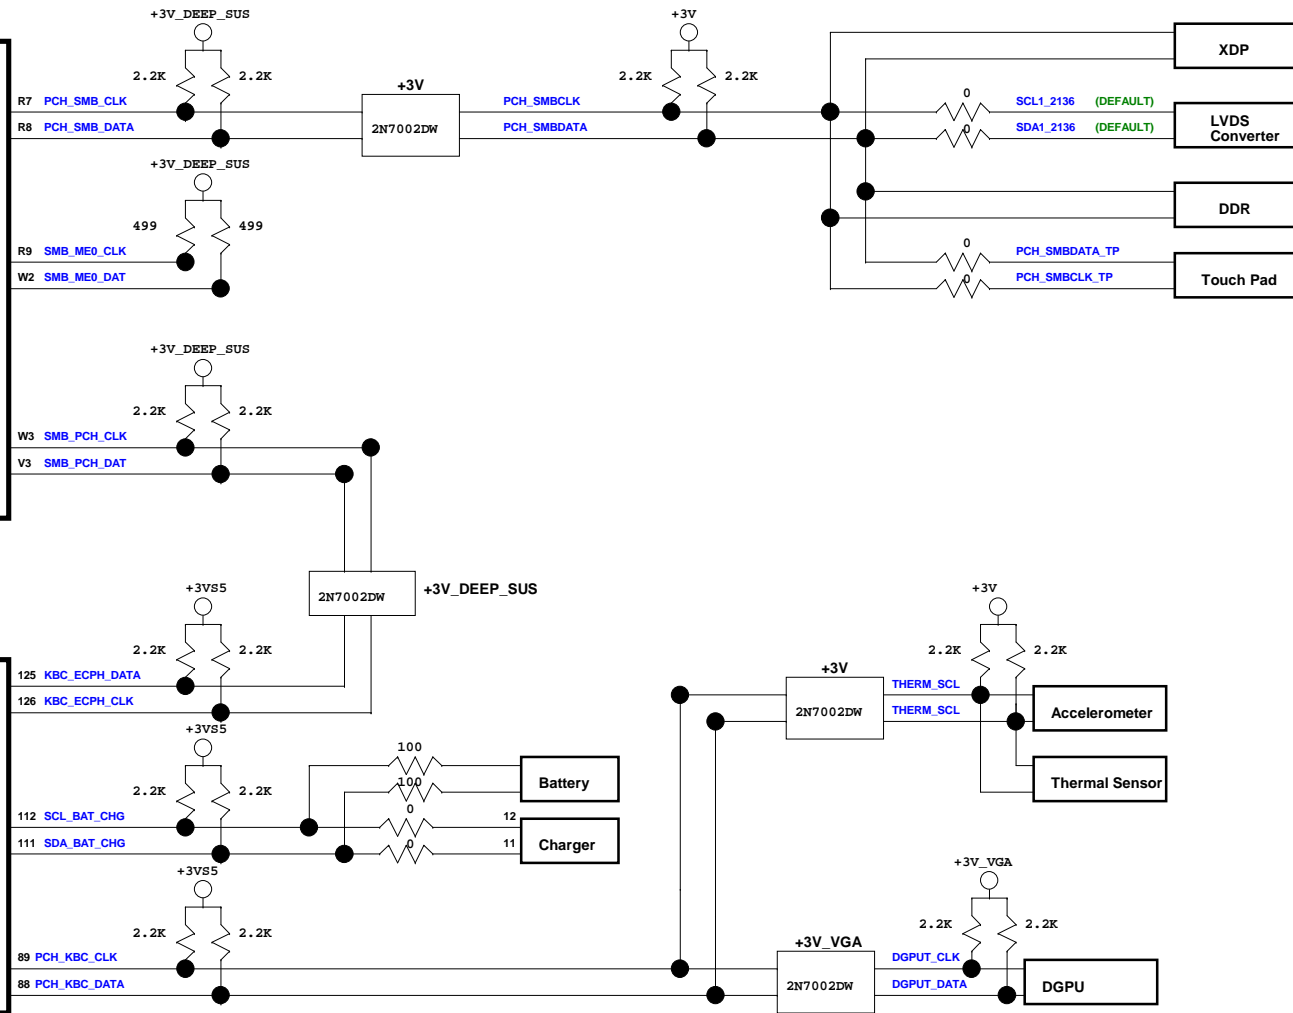 +3V_DEEP_SUS
+3V
2.2K 2.2K
2.2K 2.2K
XDP
+3V
R7 PCH_SMB_CLK
PCH_SMBCLK
0
SCL1_2136 (DEFAULT)
R8 PCH_SMB_DATA
2N7002DW
PCH_SMBDATA
0
SDA1_2136 (DEFAULT)
LVDS
Converter
+3V_DEEP_SUS
499 499
DDR
R9 SMB_ME0_CLK
0
PCH_SMBDATA_TP
W2 SMB_ME0_DAT
0
PCH_SMBCLK_TP
Touch Pad
+3V_DEEP_SUS
2.2K 2.2K
W3 SMB_PCH_CLK
V3 SMB_PCH_DAT
+3VS5
2N7002DW
+3V_DEEP_SUS
+3V
2.2K 2.2K
2.2K 2.2K
125 KBC_ECPH_DATA
+3V
THERM_SCL
126 KBC_ECPH_CLK
2N7002DW
THERM_SCL
Accelerometer
+3VS5
100
2.2K 2.2K
100
Battery
Thermal Sensor
112 SCL_BAT_CHG
0
12
111 SDA_BAT_CHG
0
11
Charger
+3VS5
+3V_VGA
2.2K 2.2K
2.2K 2.2K
+3V_VGA
89 PCH_KBC_CLK
DGPUT_CLK
88 PCH_KBC_DATA
2N7002DW
DGPUT_DATA
DGPU